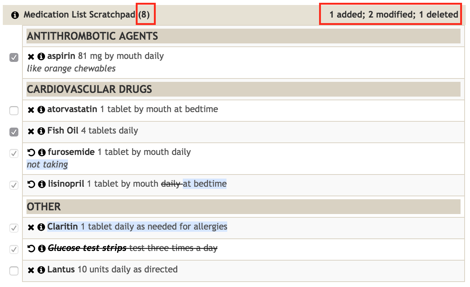 Medication List Scratchpad (8) 1 added; 2 modified; 1 deleted
ANTITHROMBOTIC AGENTS
aspirin 81 mg by mouth daily
like orange chewables
CARDIOVASCULAR DRUGS
atorvastatin 1 tablet by mouth at bedtime
Fish Oil 4 tablets daily
furosemide 1 tablet by mouth daily
not taking
lisinopril 1 tablet by mouth daily at bedtime
OTHER
Claritin 1 tablet daily as needed for allergies
Glucose test strips test three times a day
Lantus 10 units daily as directed